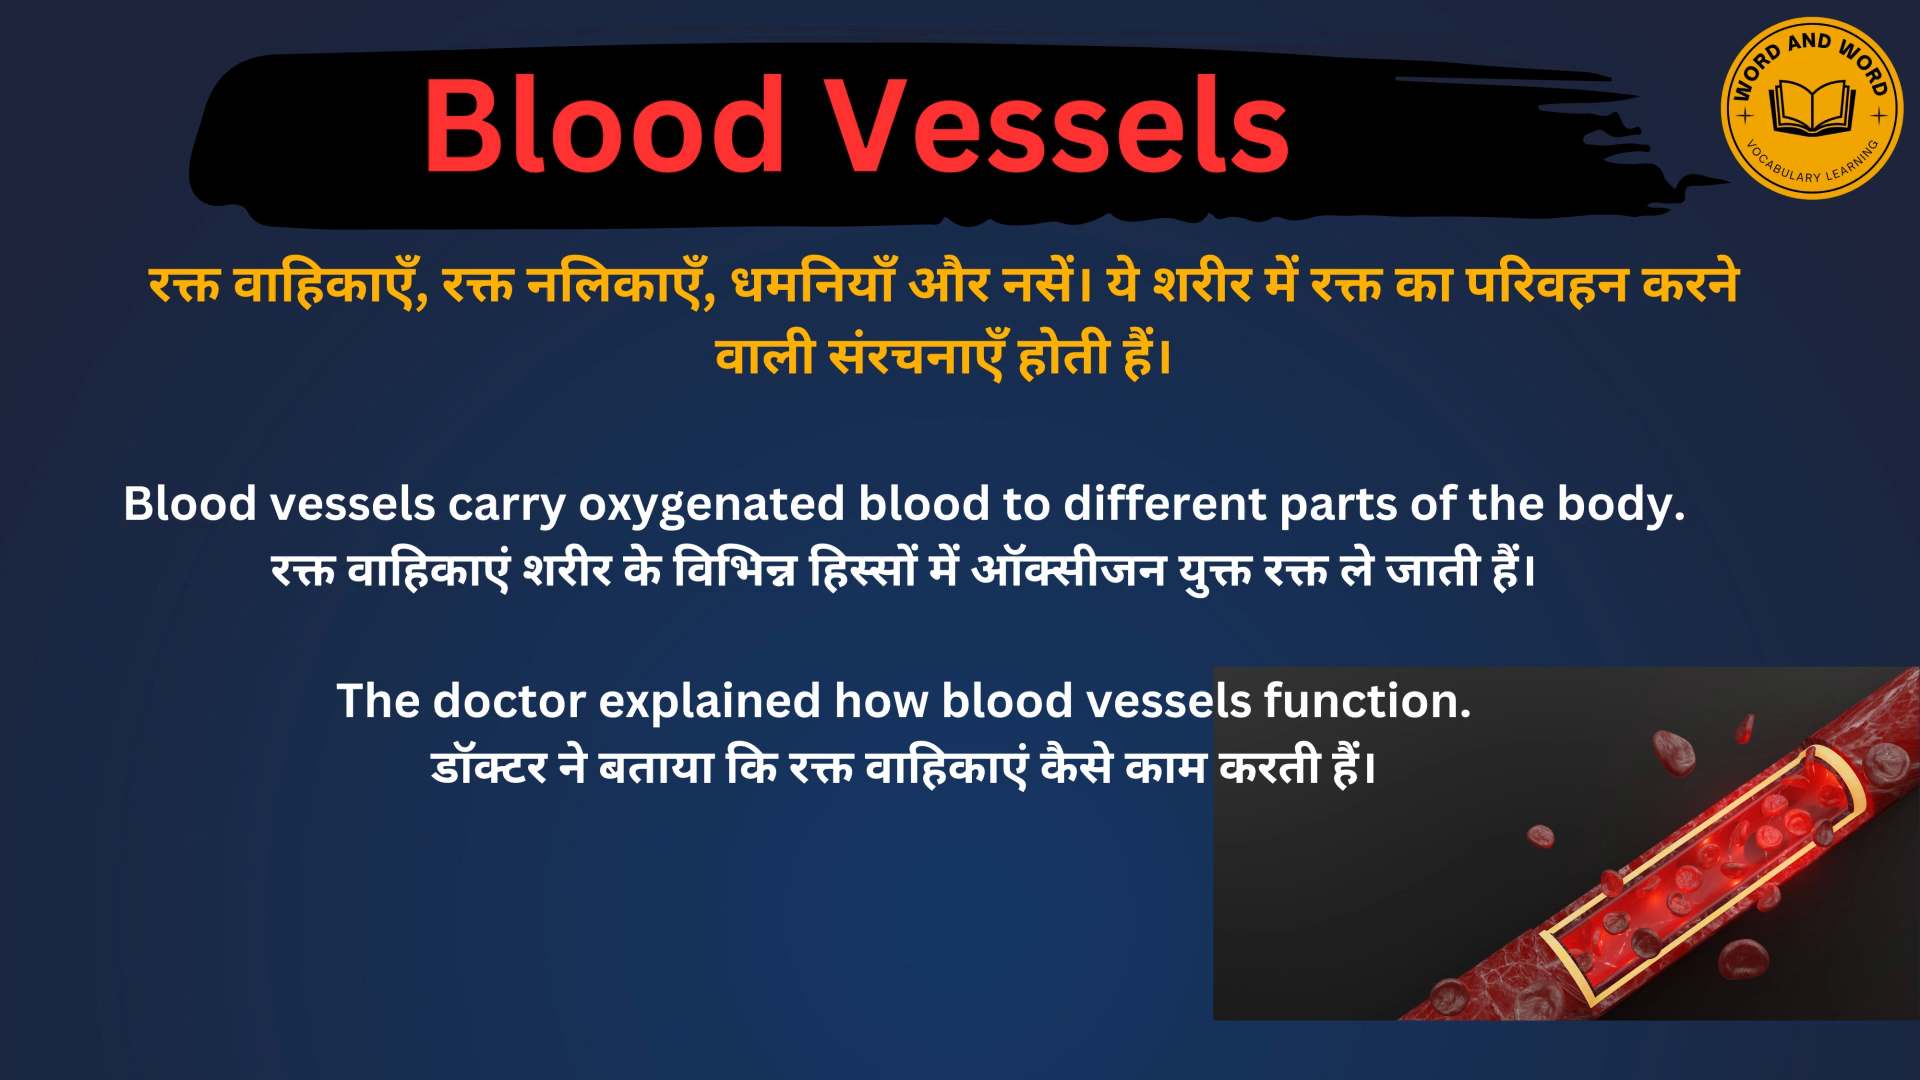 Blood Vessels
WORD AND WORD
VOCABULARY LEARNING
रक्त वाहिकाएँ, रक्त नलिकाएँ, धमनियाँ और नसें। ये शरीर में रक्त का परिवहन करने
वाली संरचनाएँ होती हैं।
Blood vessels carry oxygenated blood to different parts of the body.
रक्त वाहिकाएं शरीर के विभिन्न हिस्सों में ऑक्सीजन युक्त रक्त ले जाती हैं।
The doctor explained how blood vessels function.
डॉक्टर ने बताया कि रक्त वाहिकाएं कैसे काम करती हैं।